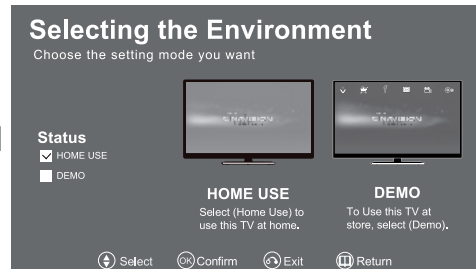 Selecting the Environment
Choose the setting mode you want
Status
HOME USE
DEMO
HOME USE
Select (Home Use) to
use this TV at home.
DEMO
To Use this TV at
store, select (Demo).
Select
OK Confirm
Exit
Return